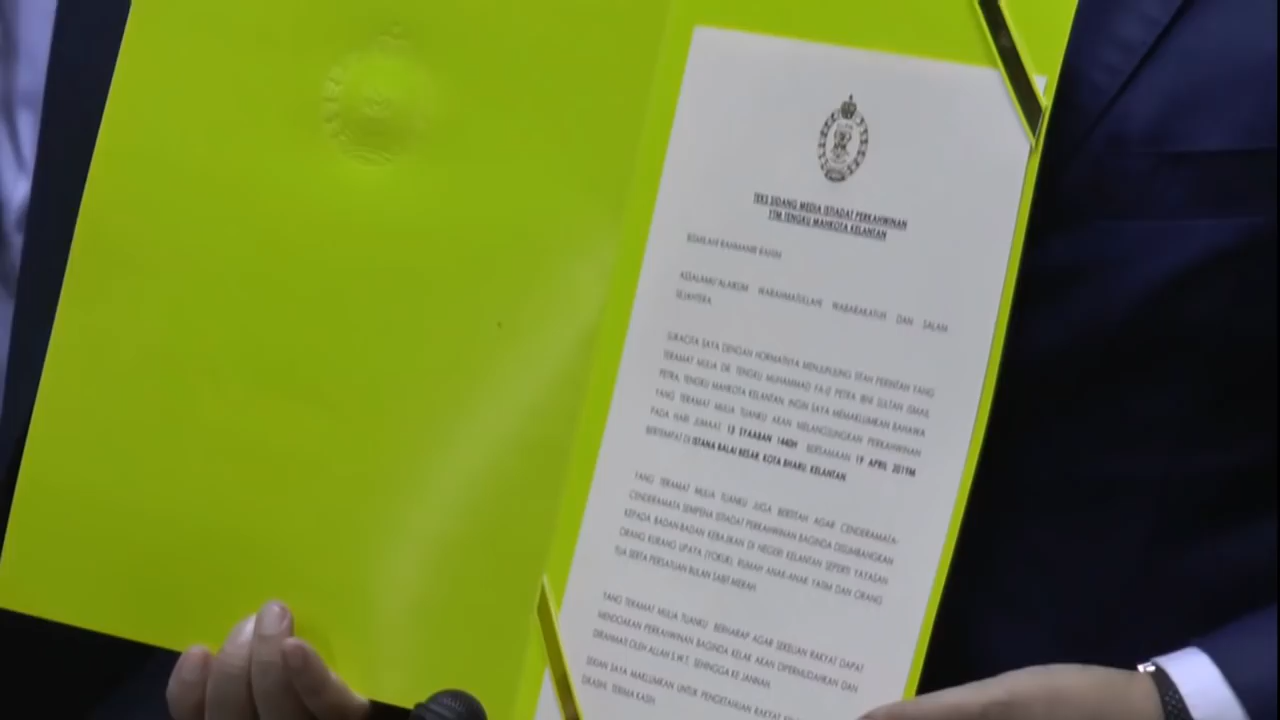 TEKS SIDANG MEDIA ISTIADAT PERKAHWINAN
YTM TENGKU MAHKOTA KELANTAN
BISMILAHI RAHMANIR RAHIM
ASSALAMU'ALAIKUM WARAHMATULLAHI WABARAKATUH DAN SALAM
SEJAHTERA
SUKACITA SAYA DENGAN HORMATNYA MENJUNJUNG TITAH PERINTAH YANG
TERAMAT MULIA DR. TENGKU MUHAMMAD FA-IZ PETRA IBNI SULTAN ISMAIL
PETRA, TENGKU MAHKOTA KELANTAN INGIN SAYA MEMAKLUMKAN BAHAWA
YANG TERAMAT MULIA TUANKU AKAN MELANGSUNGKAN PERKAHWINAN
PADA HARI JUMAAT 13 SYAABAN 1440H BERSAMAAN 19 APRIL 2019M
BERTEMPAT DI ISTANA BALAI BESAR, KOTA BHARU, KELANTAN
YANG TERAMAT MULIA TUANKU JUGA BERTITAH AGAR CENDERAMATA-
CENDERAMATA SEMPENA ISTIADAT PERKAHWINAN BAGINDA DISUMBANGKAN
KEPADA BADAN-BADAN KEBAJIKAN DI NEGERI KELANTAN SEPERTI YAYASAN
ORANG KURANG UPAYA (YOKUK), RUMAH ANAK-ANAK YATIM DAN ORANG
TUA SERTA PERSATUAN BULAN SABIT MERAH.
YANG TERAMAT MULIA TUANKU BERHARAP AGAR SEKELIAN RAKYAT DAPAT
MENDOAKAN PERKAHWINAN BAGINDA KELAK AKAN DIPERMUDAHKAN DAN
DIRAHMATI OLEH ALLAH S.W.T. SEHINGGA KE JANNAH.
SEKIAN SAYA MAKLUMKAN UNTUK PENGETAHUAN RAKYAT
DIKASIHI. TERIMA KASIH